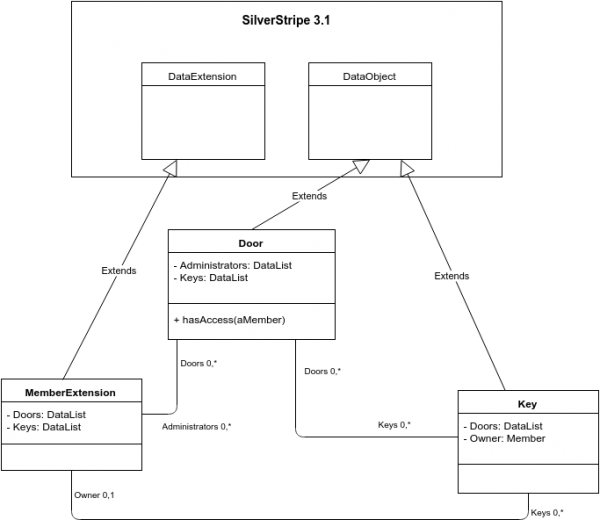 SilverStripe 3.1
DataExtension
DataObject
Extends
Door
- Administrators: DataList
- Keys: DataList
+ hasAccess(aMember)
Extends
Extends
Doors 0,*
Doors 0,*
MemberExtension
- Doors: DataList
- Keys: DataList
Administrators 0,*
Keys 0,*
Key
- Doors: DataList
- Owner: Member
Owner 0,1
Keys 0,*